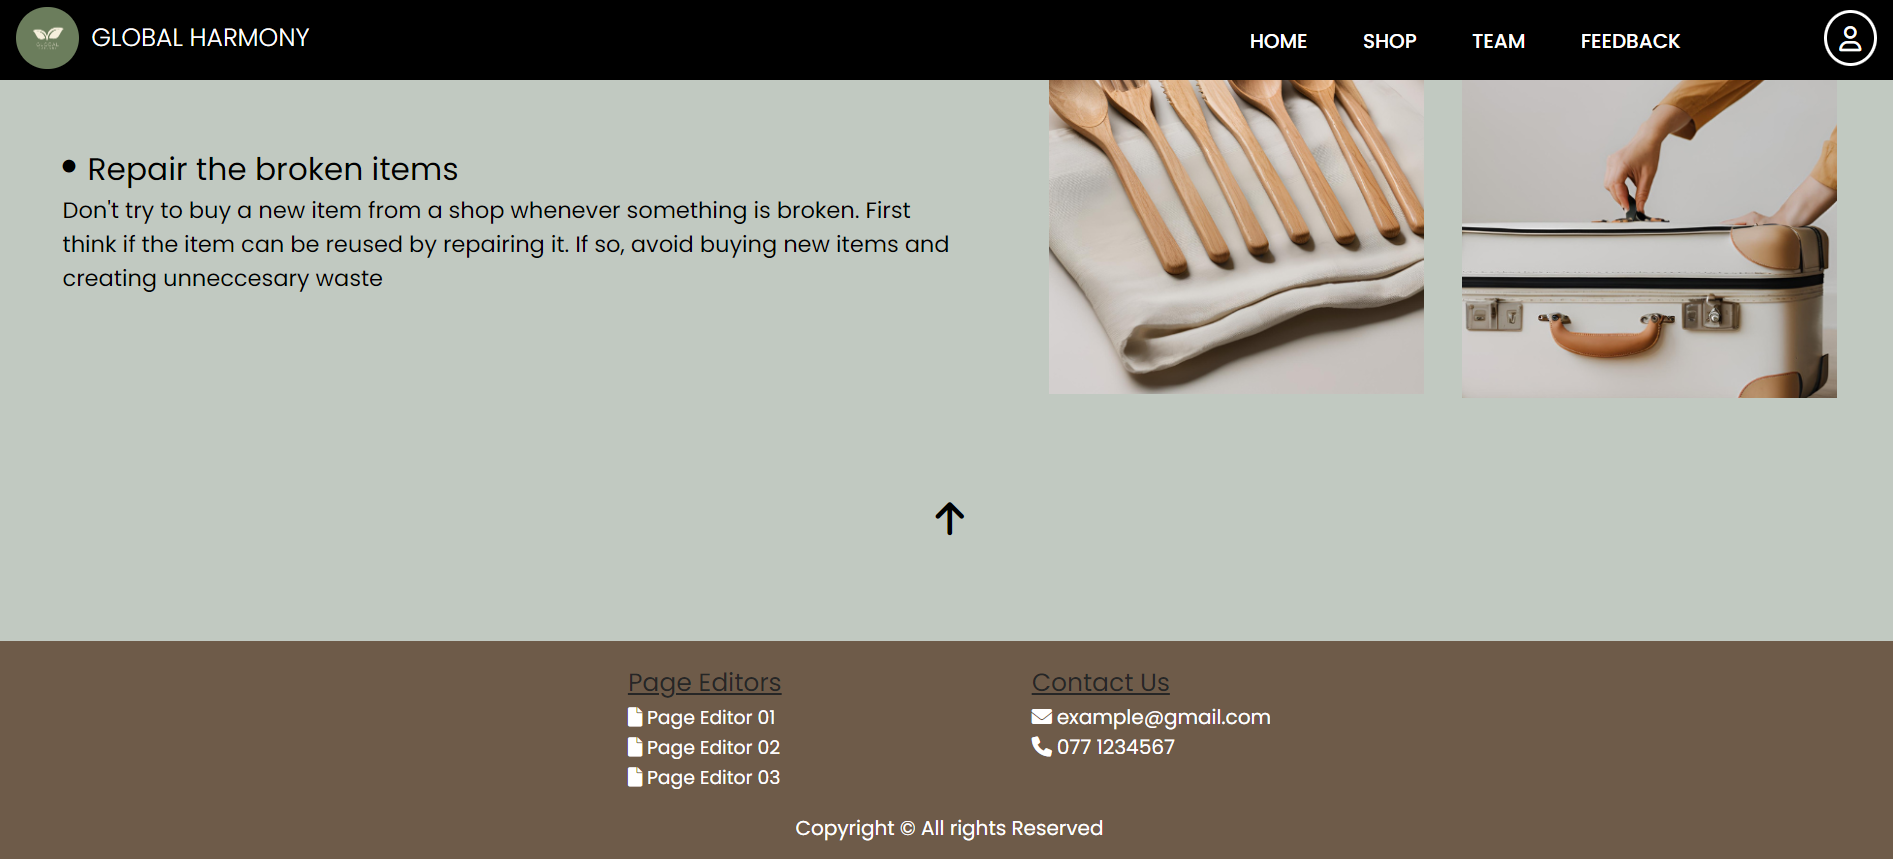 GLOBAL HARMONY
HOME SHOP TEAM FEEDBACK
• Repair the broken items
Don't try to buy a new item from a shop whenever something is broken. First
think if the item can be reused by repairing it. If so, avoid buying new items and
creating unneccesary waste
Page Editors
Page Editor 01
Page Editor 02
Page Editor 03
Contact Us
example@gmail.com
077 1234567
Copyright © All rights Reserved